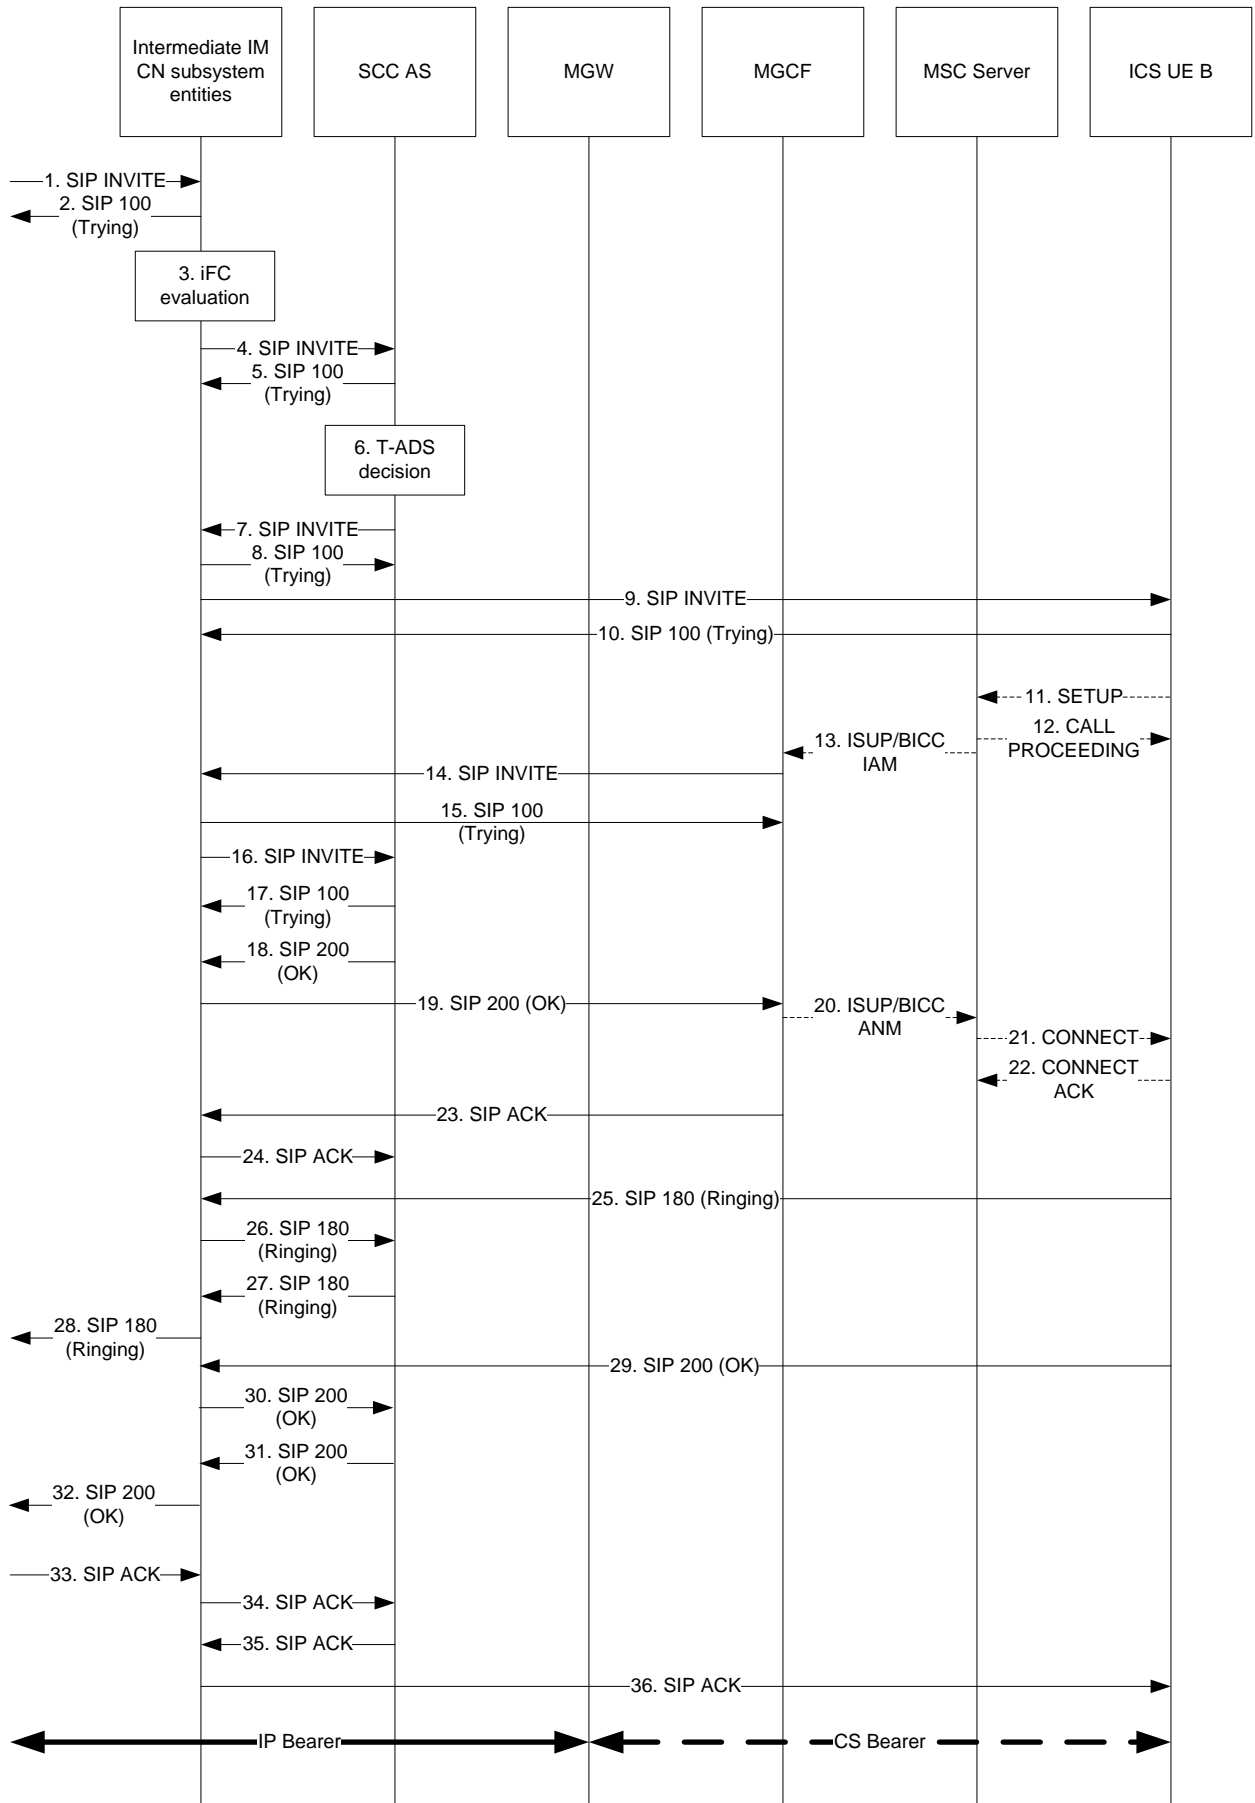 Intermediate IM
CN subsystem
entities
SCC AS
MGW
MGCF
MSC Server
ICS UE B
1. SIP INVITE
2. SIP 100
(Trying)
3. iFC
evaluation
4. SIP INVITE
5. SIP 100
(Trying)
6. T-ADS
decision
7. SIP INVITE
8. SIP 100
(Trying)
9. SIP INVITE
10. SIP 100 (Trying)
11. SETUP
12. CALL
PROCEEDING
13. ISUP/BICC
IAM
14. SIP INVITE
15. SIP 100
(Trying)
16. SIP INVITE
17. SIP 100
(Trying)
18. SIP 200
(OK)
19. SIP 200 (OK)
20. ISUP/BICC
ANM
21. CONNECT
22. CONNECT
ACK
23. SIP ACK
24. SIP ACK
25. SIP 180 (Ringing)
26. SIP 180
(Ringing)
27. SIP 180
(Ringing)
28. SIP 180
(Ringing)
29. SIP 200 (OK)
30. SIP 200
(OK)
31. SIP 200
(OK)
32. SIP 200
(OK)
33. SIP ACK
34. SIP ACK
35. SIP ACK
36. SIP ACK
IP Bearer
CS Bearer